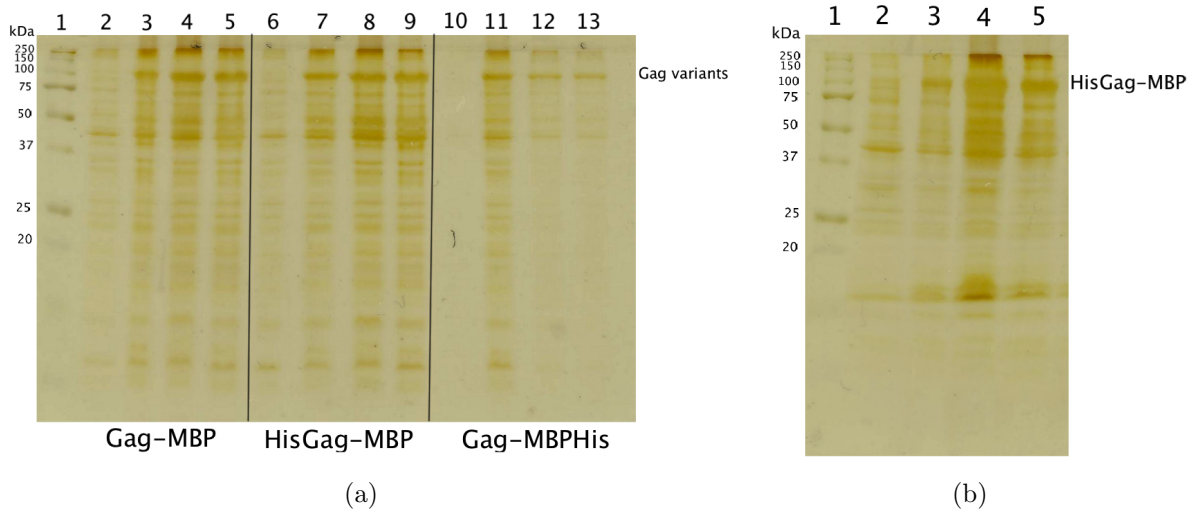 kDa 1 2 3 4 5 6 7 8 9 10 11 12 13
250
150
100
75
50
37
25
20
Gag variants
Gag-MBP HisGag-MBP Gag-MBPHis
(a)
kDa 1 2 3 4 5
250
150
100
75
50
37
25
20
HisGag-MBP
(b)